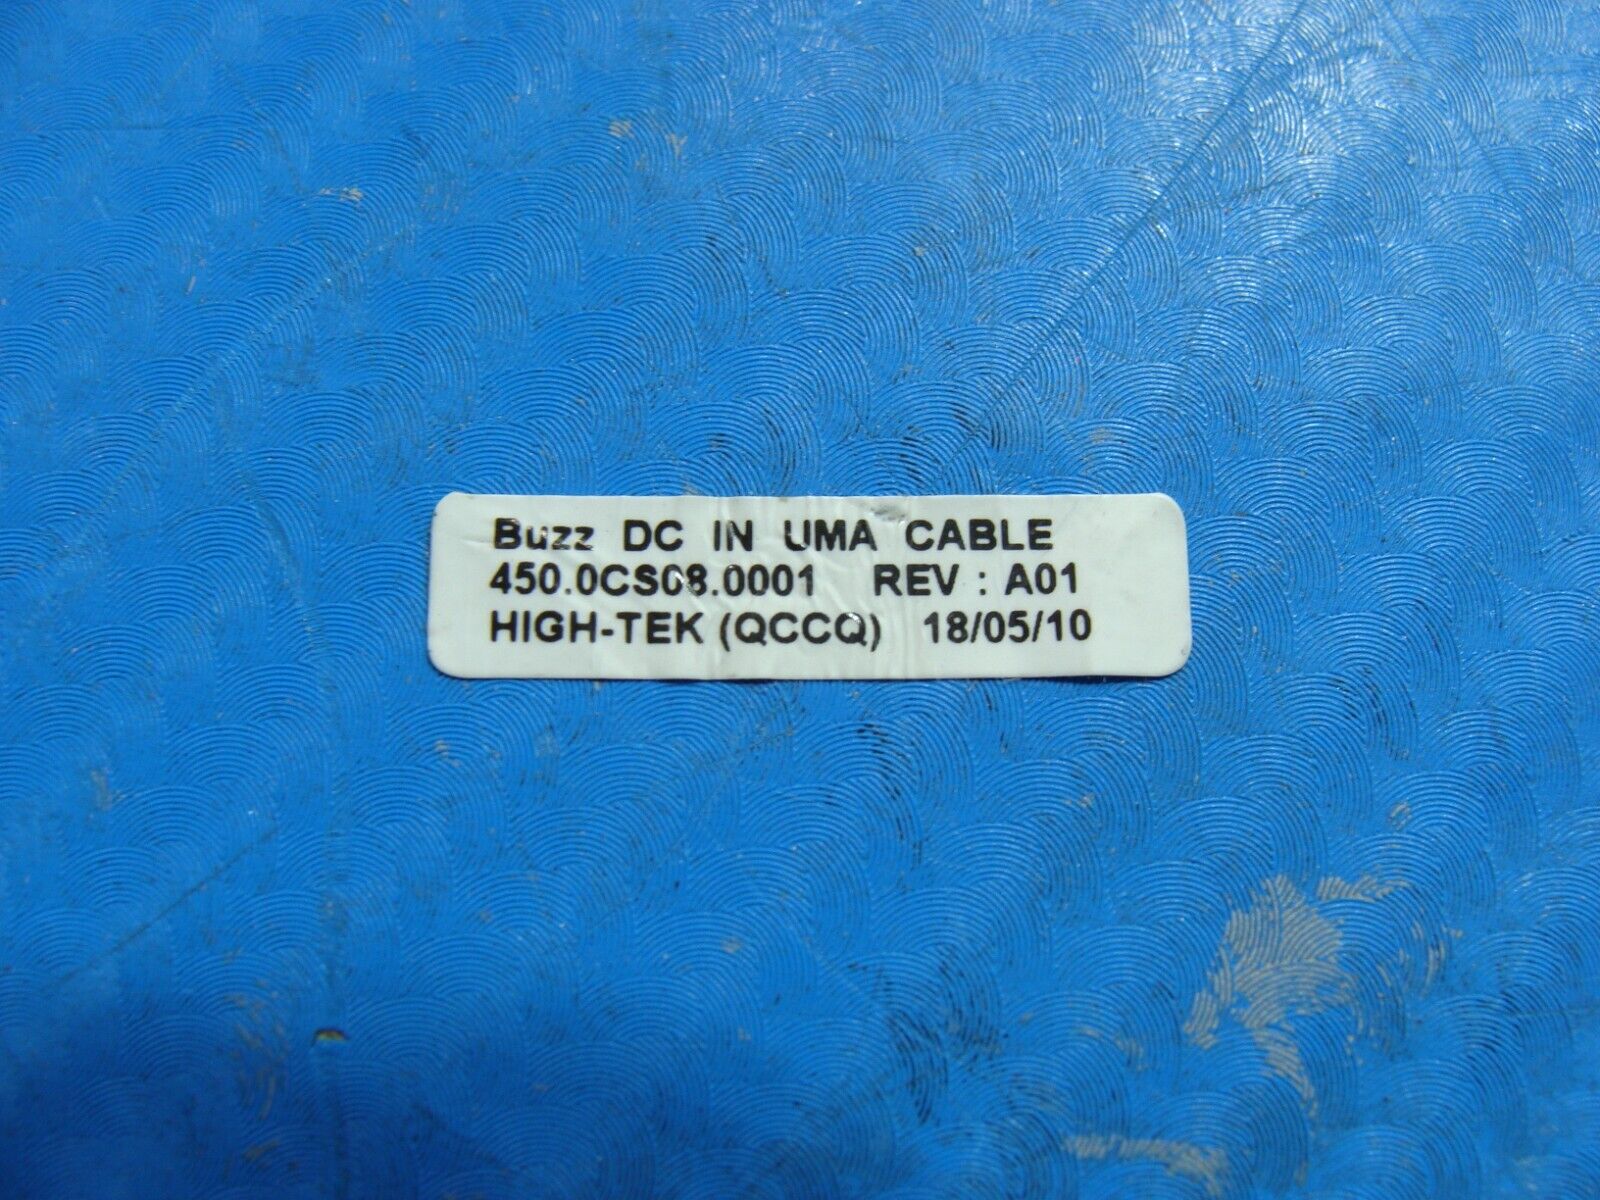 Buzz DC IN UMA CABLE
450.0CS08.0001 REV : A01
HIGH-TEK (QCCQ) 18/05/10